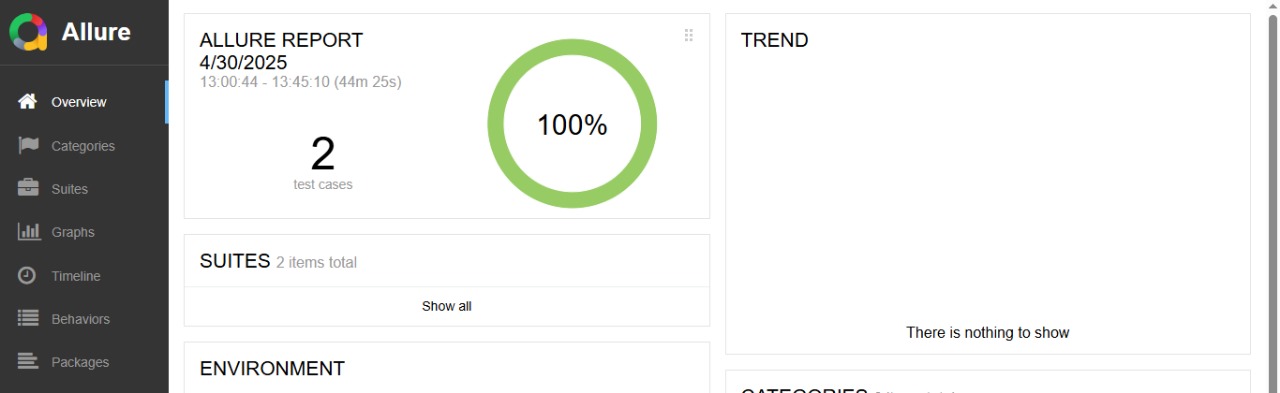 Allure
Overview
Categories
Suites
Graphs
Timeline
Behaviors
Packages
ALLURE REPORT
4/30/2025
13:00:44 - 13:45:10 (44m 25s)
2
test cases
100%
SUITES 2 items total
Show all
ENVIRONMENT
TREND
There is nothing to show
CATEGORIES